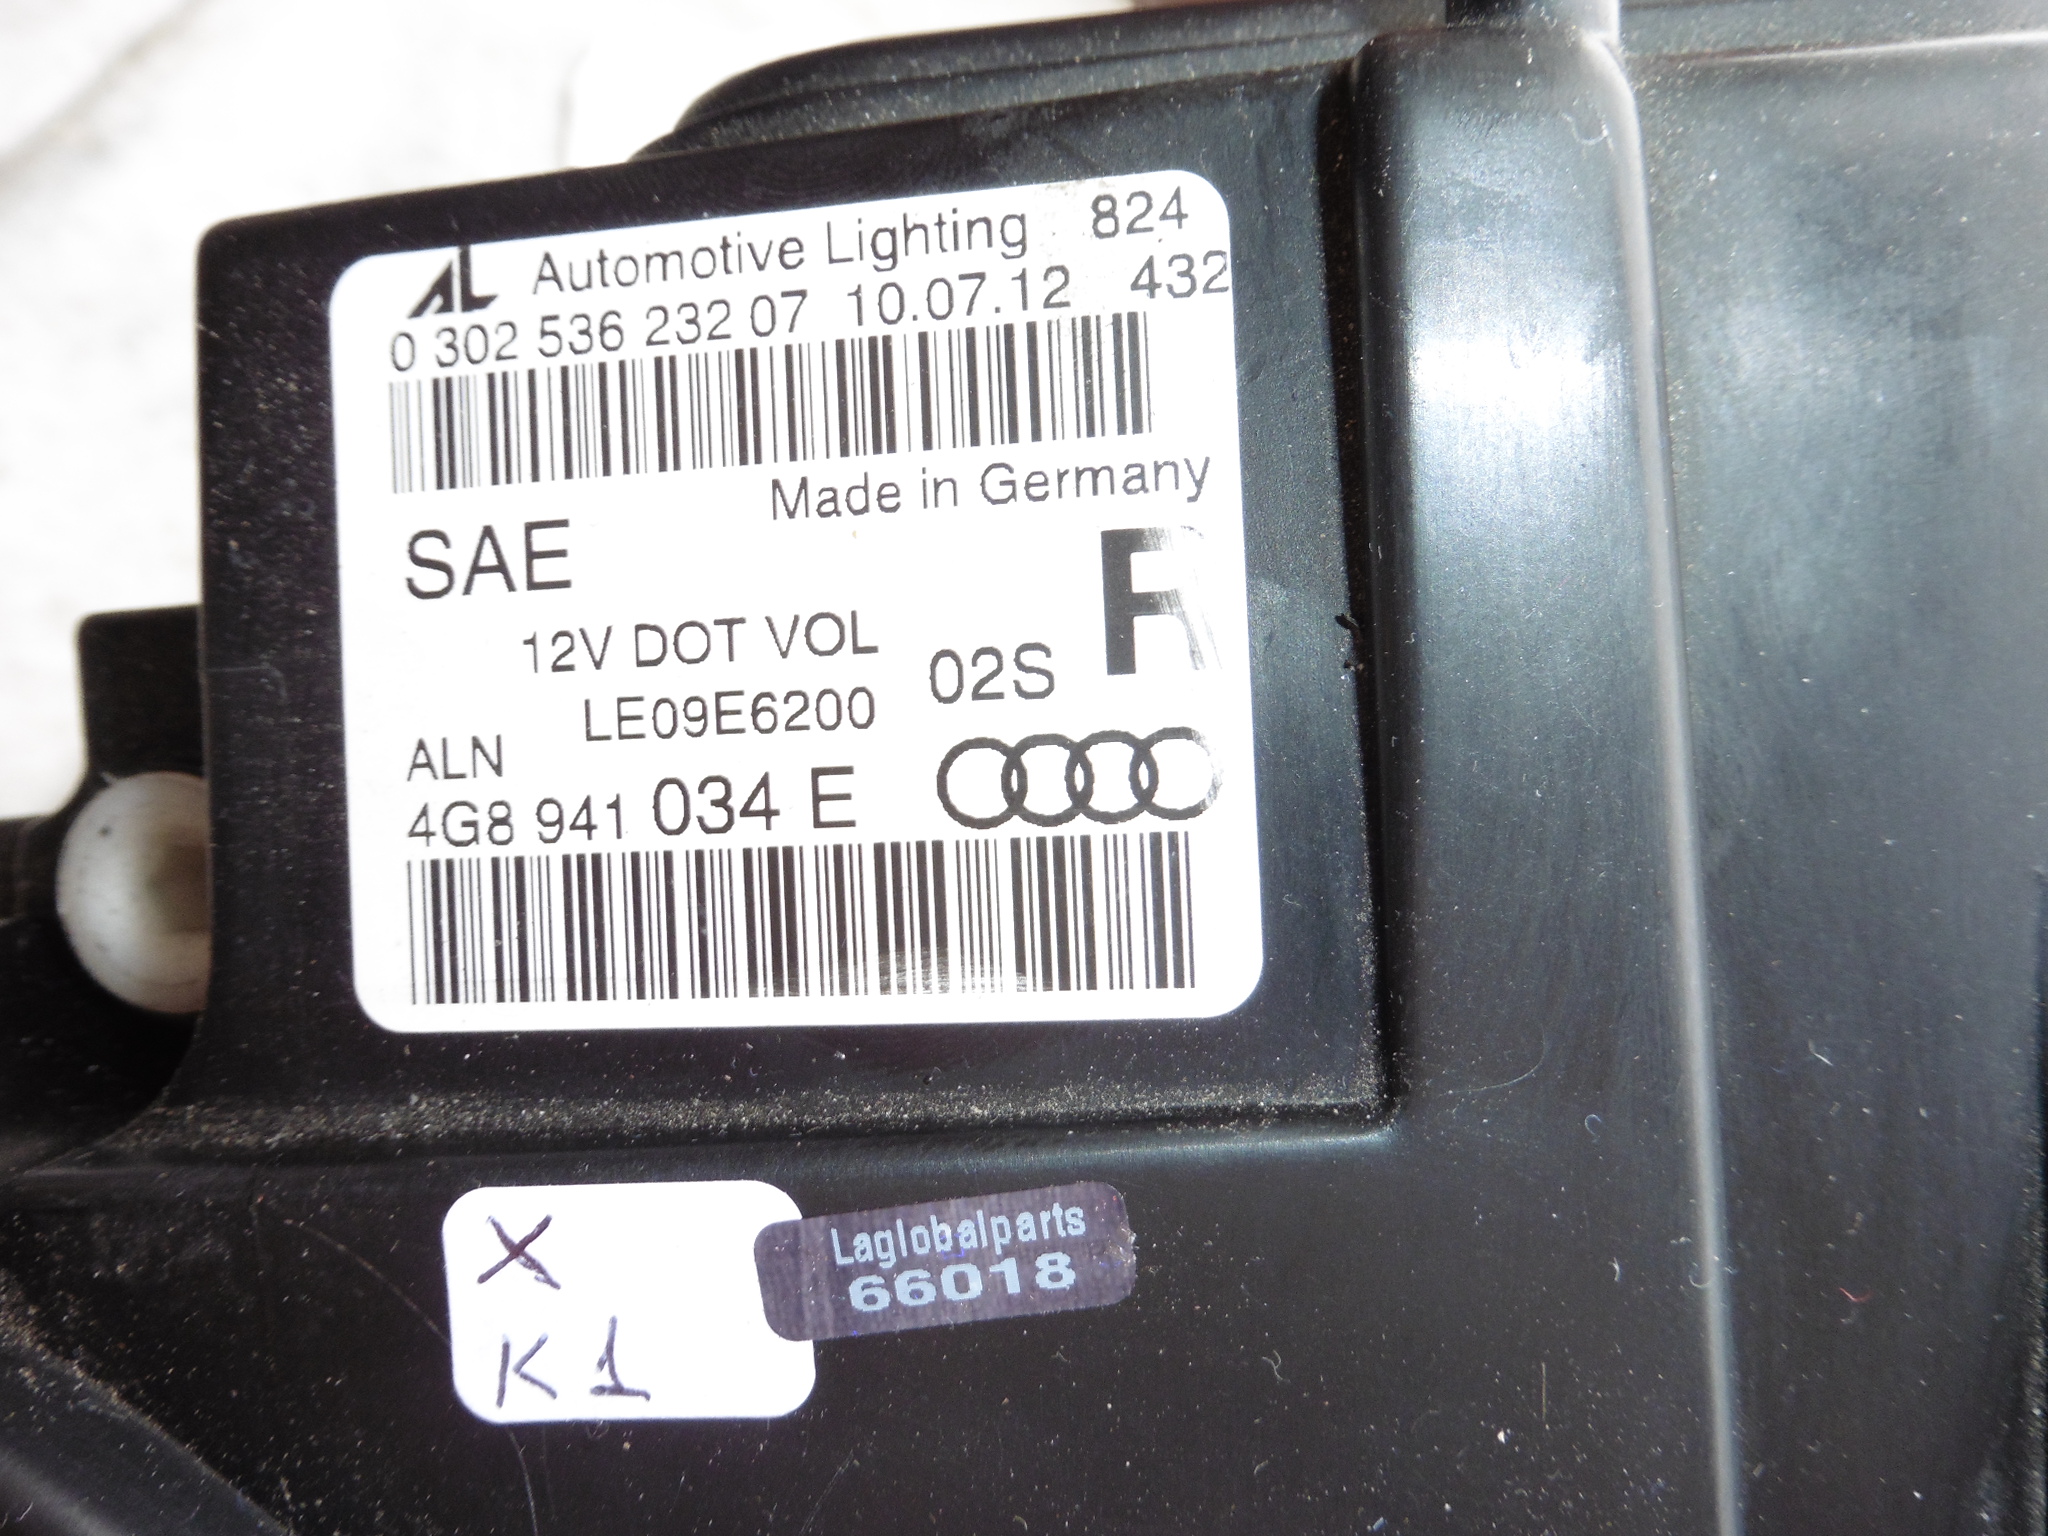 AL Automotive Lighting 824
0 302 536 232 07 10.07.12 432
Made in Germany
SAE
R
12V DOT VOL
02S
LE09E6200
ALN
4G8 941 034 E
X
K1
Laglobalparts
66018